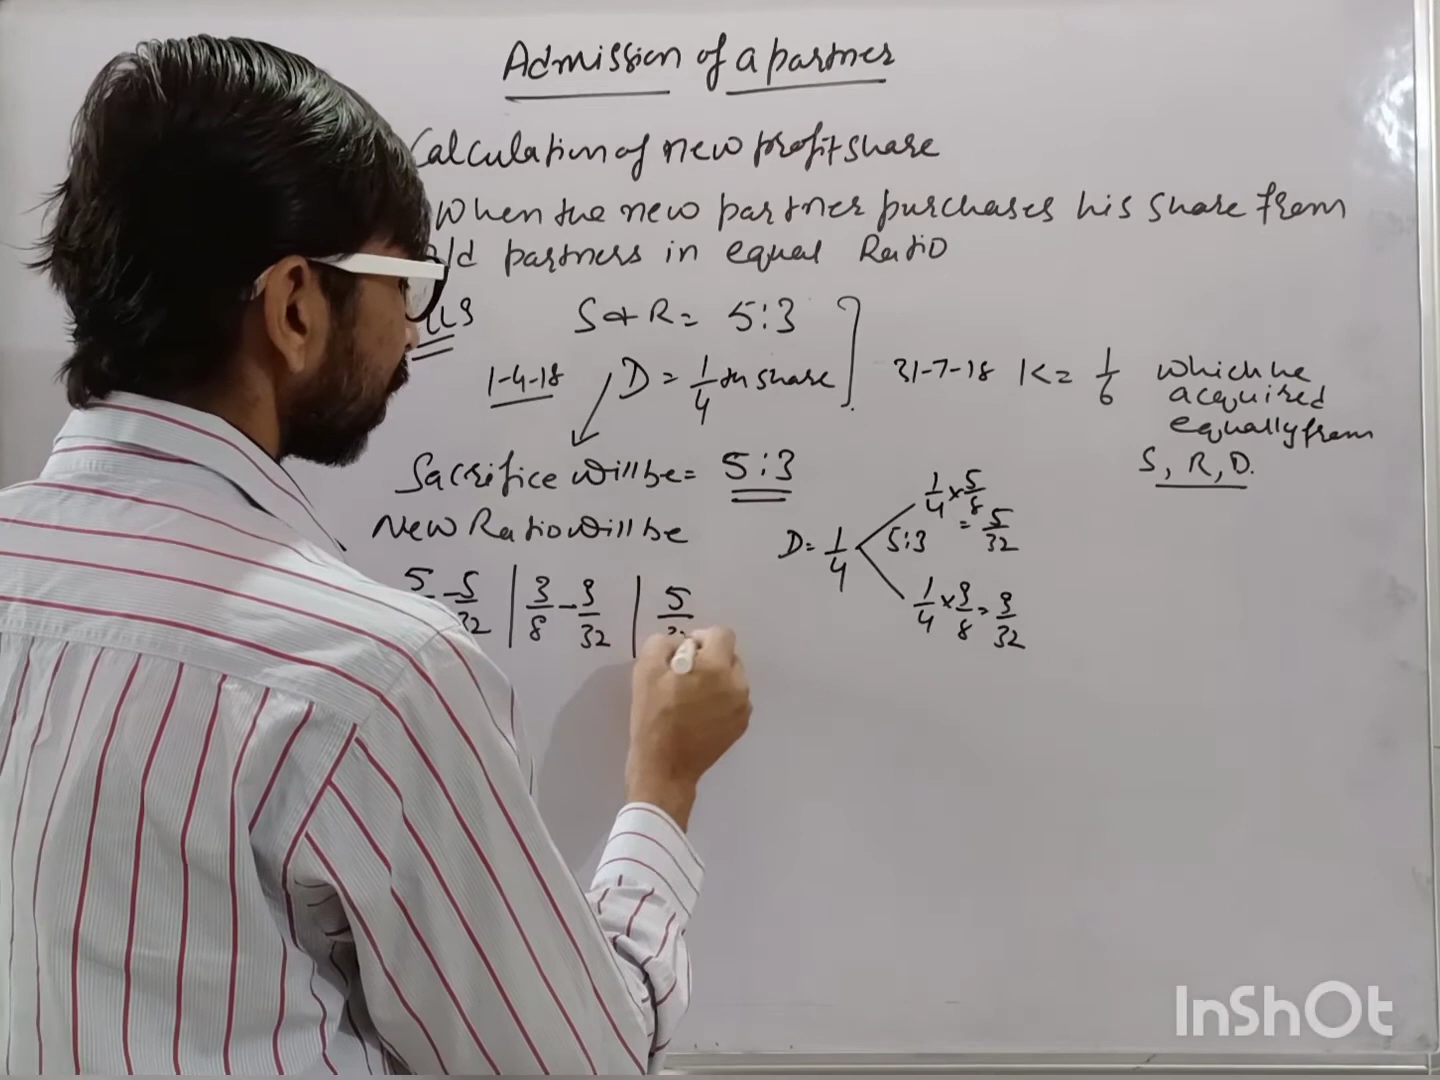 Admission of a partner
Calculation of new profit share
When the new partner purchases his share from
old partners in equal Ratio
S & R = 5:3
1-4-18 D = 1/4 th share
31-7-18 K = 1/6 which he
acquired
equally from
S, R, D.
Sacrifice will be = 5:3
New Ratio will be
D = 1/4
5:3
1/4 × 5/8
= 5/32
1/4 × 3/8 = 3/32
5/ - 5/32 | 3/8 - 3/32 | 5/
InShOt